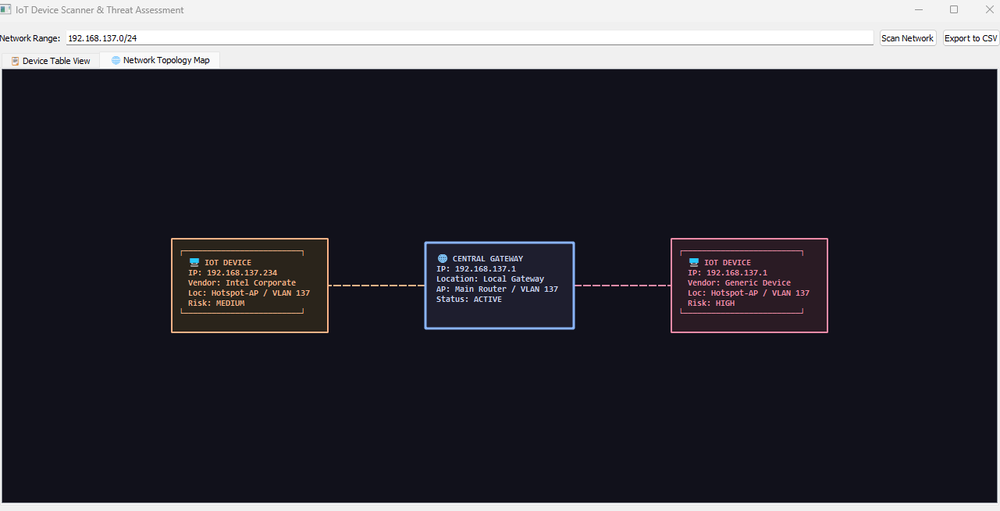 IoT Device Scanner & Threat Assessment
Network Range: 192.168.137.0/24 Scan Network Export to CSV
Device Table View Network Topology Map
IOT DEVICE
IP: 192.168.137.234
Vendor: Intel Corporate
Loc: Hotspot-AP / VLAN 137
Risk: MEDIUM
CENTRAL GATEWAY
IP: 192.168.137.1
Location: Local Gateway
AP: Main Router / VLAN 137
Status: ACTIVE
IOT DEVICE
IP: 192.168.137.1
Vendor: Generic Device
Loc: Hotspot-AP / VLAN 137
Risk: HIGH